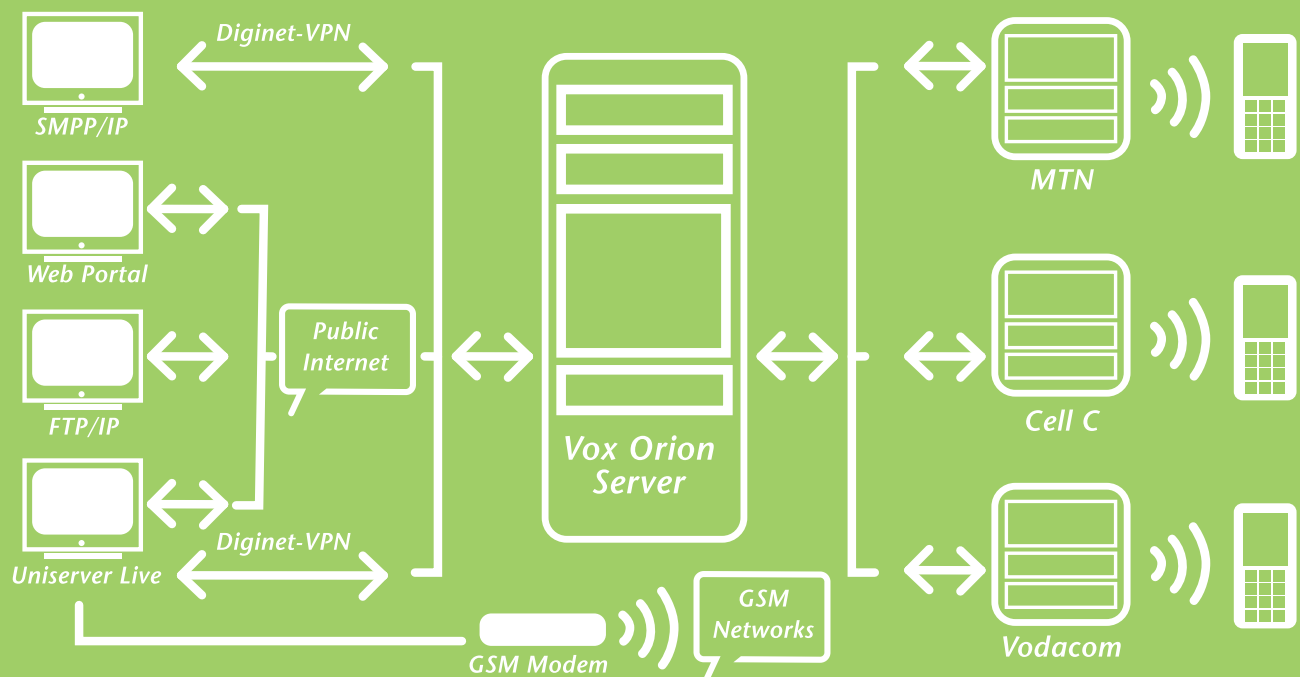 Diginet-VPN
SMPP/IP
Web Portal
Public
Internet
FTP/IP
Uniserver Live
Diginet-VPN
GSM Modem
GSM
Networks
Vox Orion
Server
MTN
Cell C
Vodacom